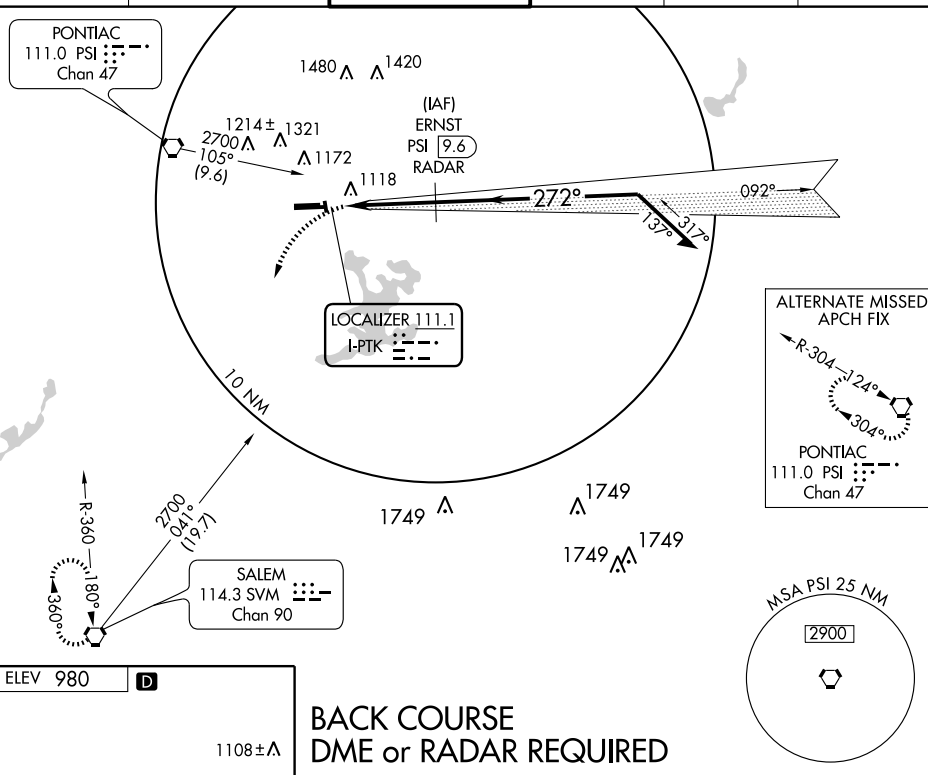 PONTIAC
111.0 PSI
Chan 47
1480
1420
1214±
1321
1172
1118
2700
105°
(9.6)
(IAF)
ERNST
PSI 9.6
RADAR
272°
092°
317°
137°
LOCALIZER 111.1
I-PTK
10 NM
ALTERNATE MISSED
APCH FIX
R-304
124°
304°
PONTIAC
111.0 PSI
Chan 47
2700
041°
(19.7)
1749
1749
1749
1749
R-360
180°
360°
SALEM
114.3 SVM
Chan 90
MSA PSI 25 NM
2900
ELEV 980 D
1108±
BACK COURSE
DME or RADAR REQUIRED